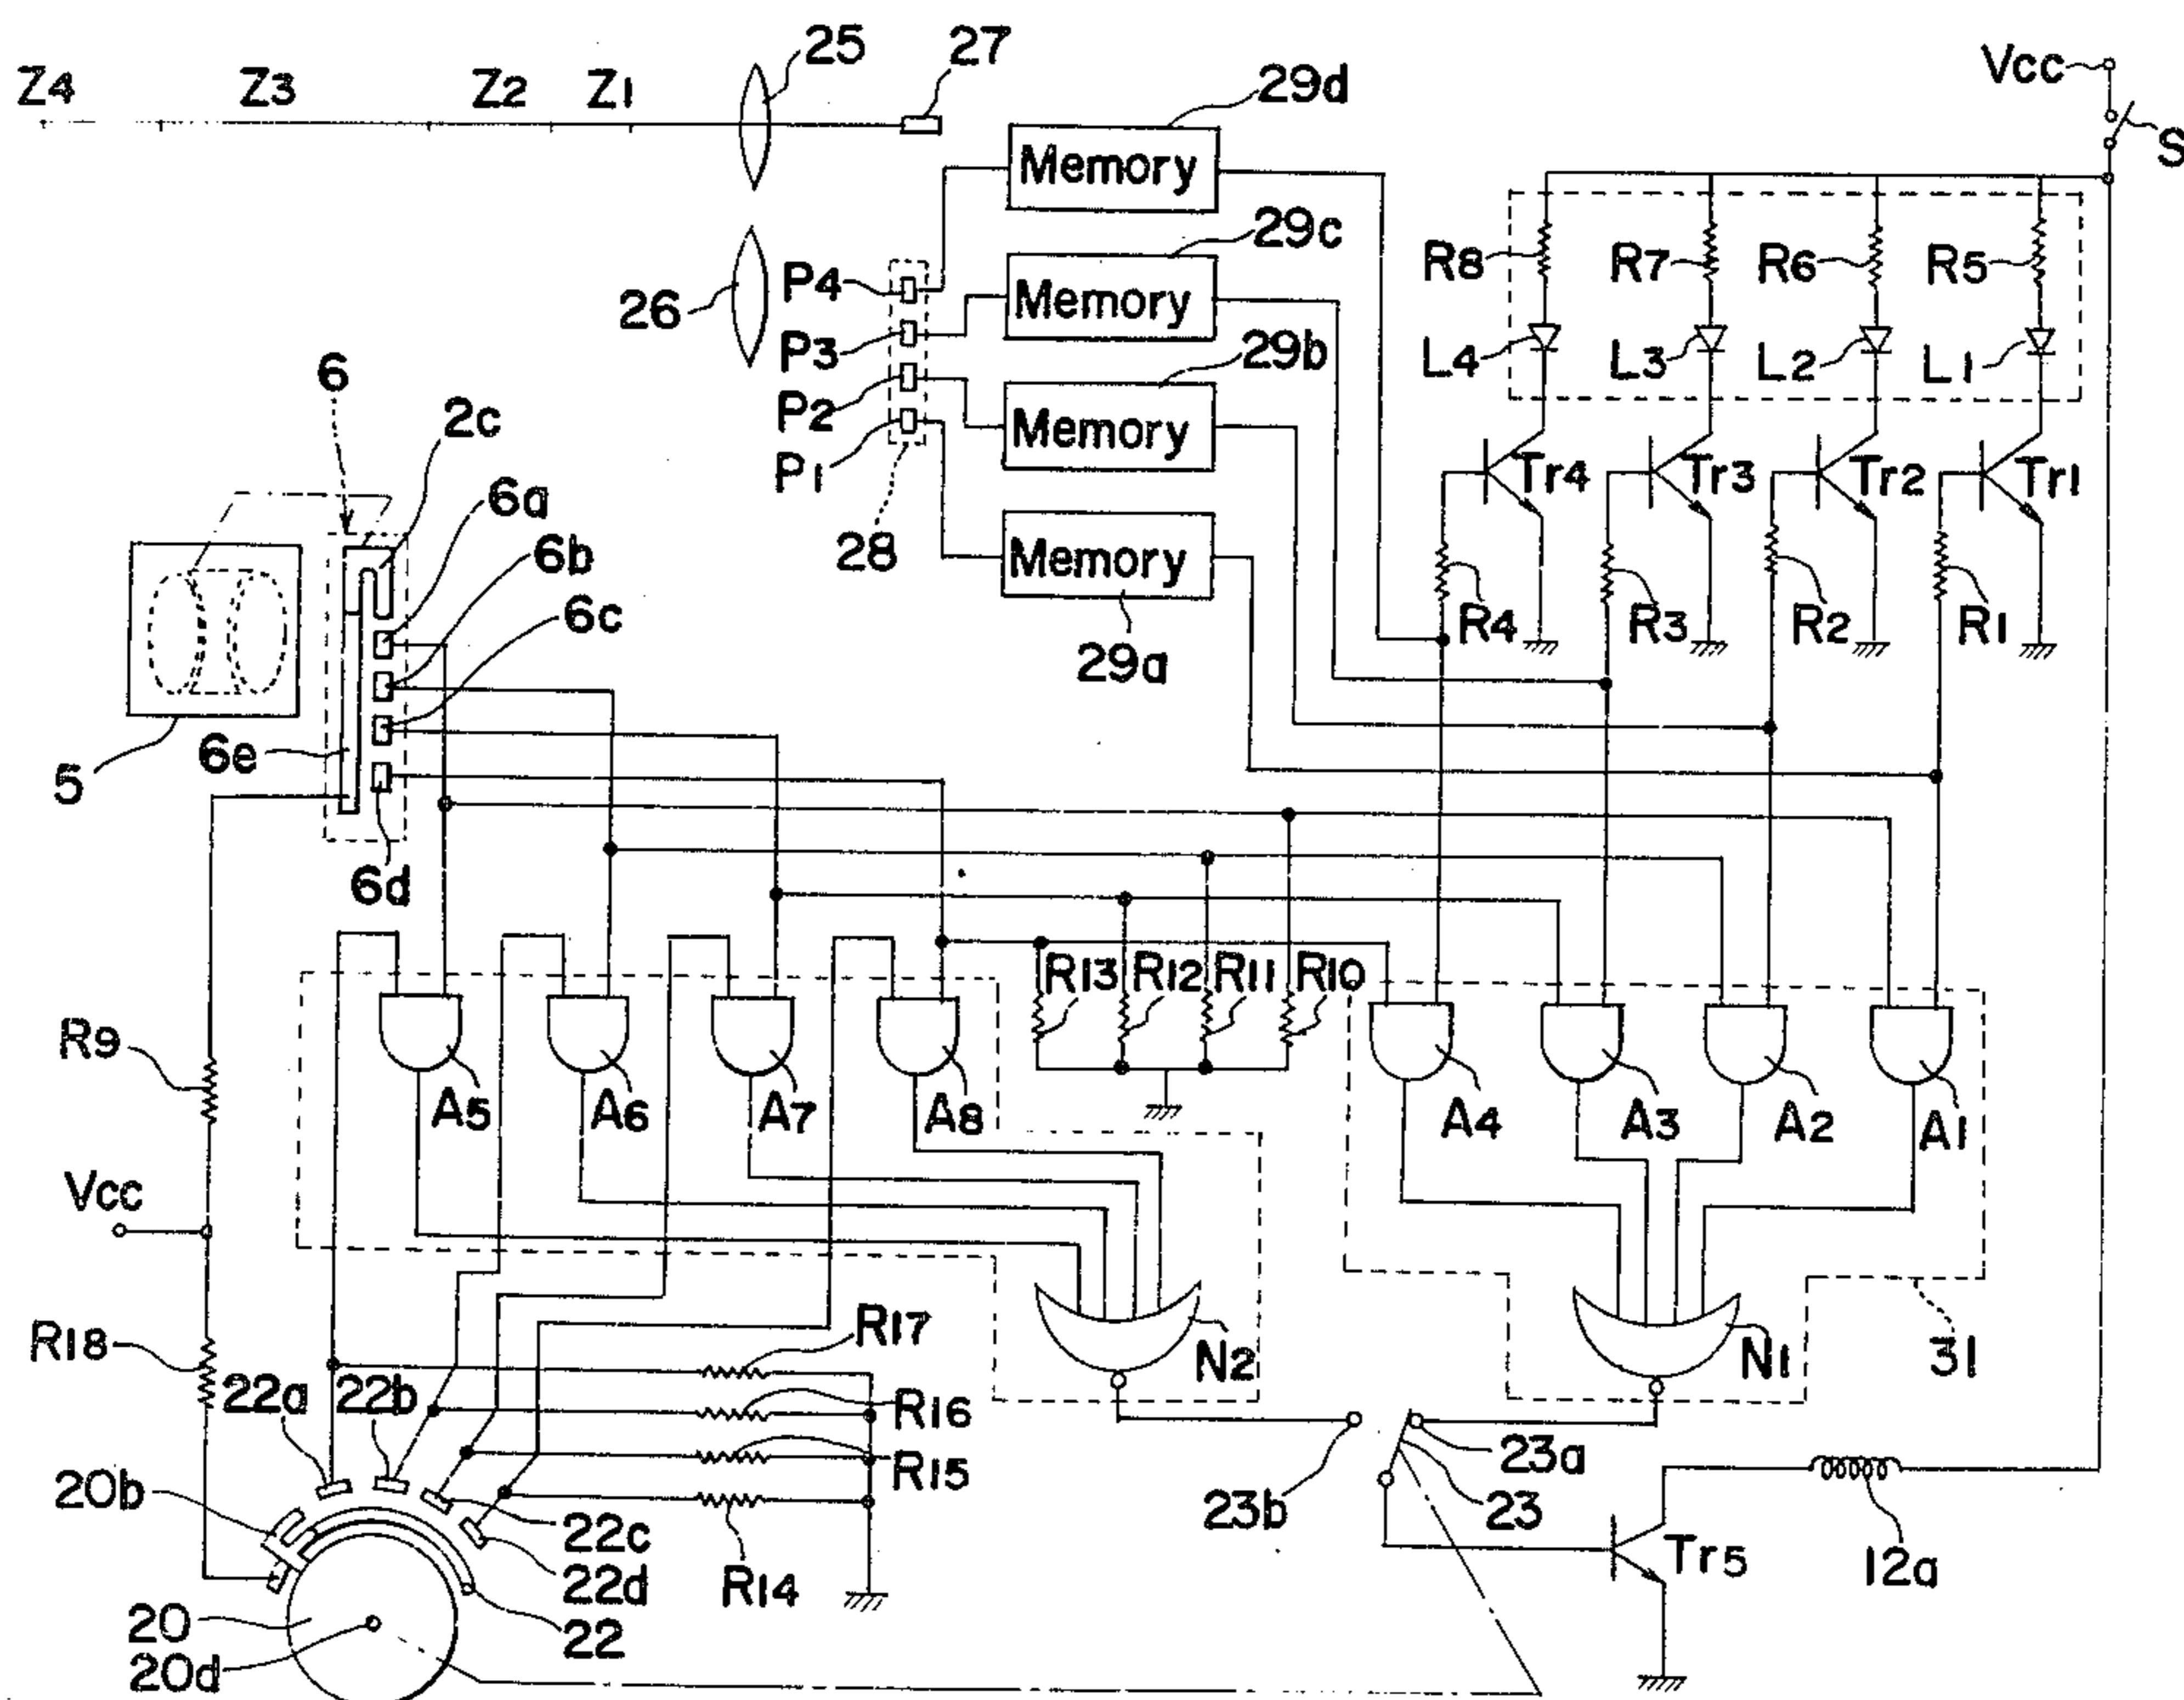 Z4 Z3 Z2 Z1 25 27 29d Vcc
S
Memory
29c
R8 R7 R6 R5
26 P4 Memory
P3 29b L4 L3 L2 L1
6 2c P2 Memory
P1 Tr4 Tr3 Tr2 Tr1
6a
6b 28 Memory
6c R4 R3 R2 R1
29a
6e
5
6d
R13 R12 R11 R10
R9
A5 A6 A7 A8 A4 A3 A2 A1
Vcc
R18 R17 N2 N1 31
22a 22b R16
23a
20b R15
23b 23
22c
22d R14 Tr5 12a
20 22
20d